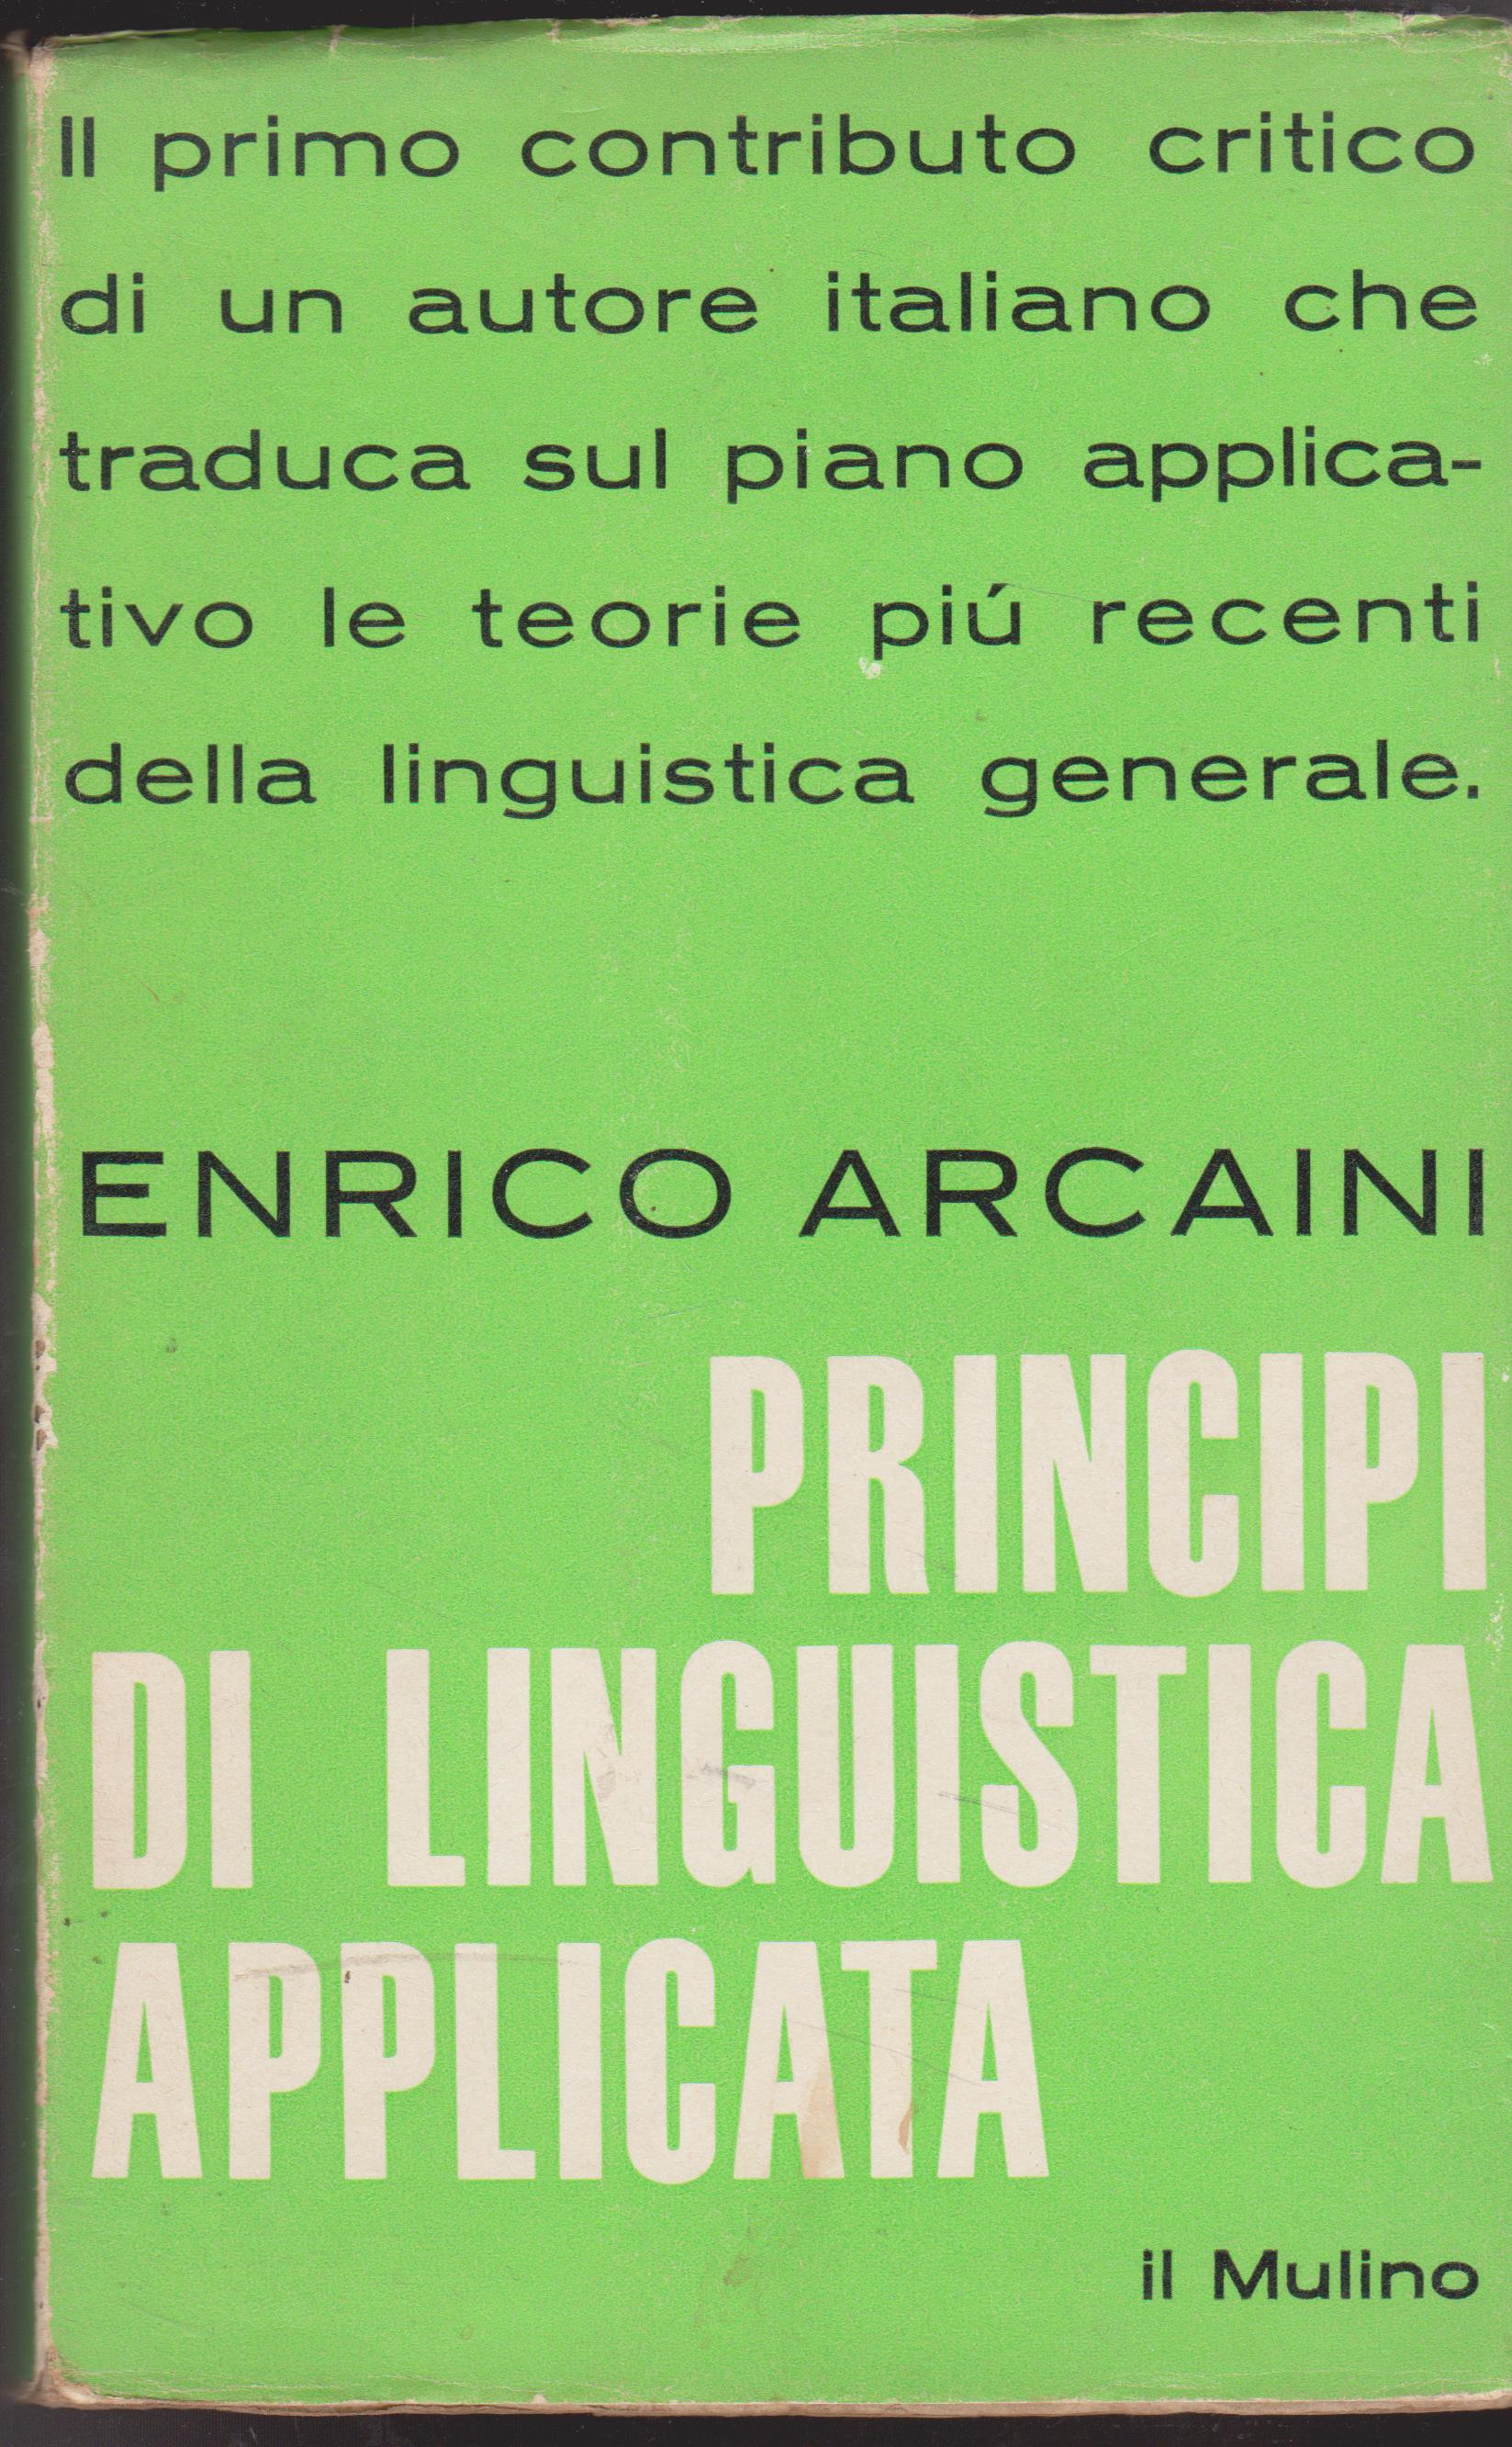 Il primo contributo critico
di un autore italiano che
traduca sul piano applica-
tivo le teorie piú recenti
della linguistica generale.
ENRICO ARCAINI
PRINCIPI
DI LINGUISTICA
APPLICATA
il Mulino